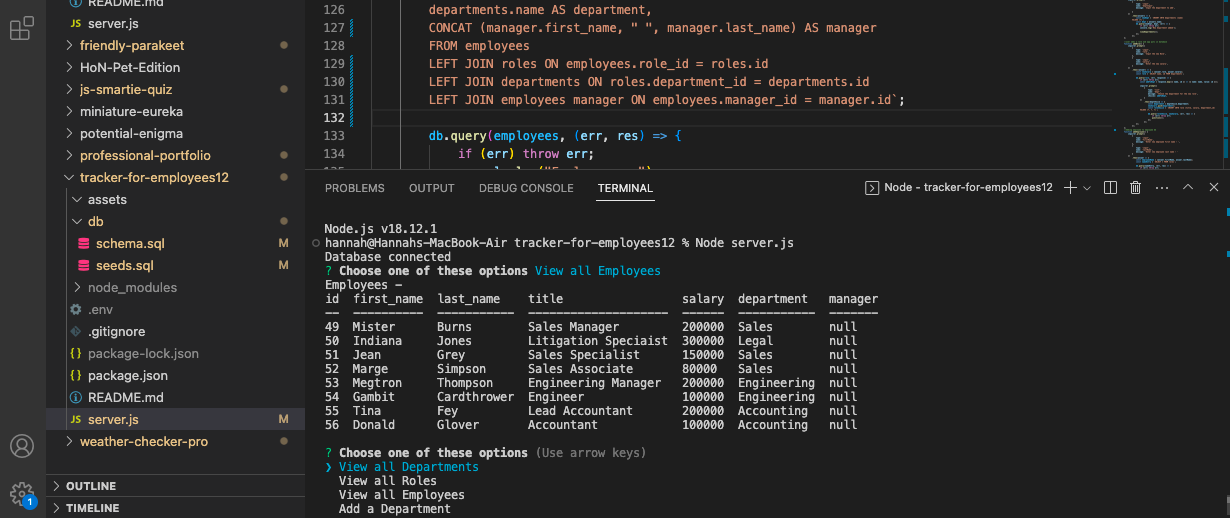 README.md
JS server.js
friendly-parakeet
HoN-Pet-Edition
js-smartie-quiz
miniature-eureka
potential-enigma
professional-portfolio
tracker-for-employees12
assets
db
schema.sql M
seeds.sql M
node_modules
.env
.gitignore
{} package-lock.json
{} package.json
README.md
JS server.js M
weather-checker-pro
OUTLINE
TIMELINE
1
126 departments.name AS department,
127 CONCAT (manager.first_name, " ", manager.last_name) AS manager
128 FROM employees
129 LEFT JOIN roles ON employees.role_id = roles.id
130 LEFT JOIN departments ON roles.department_id = departments.id
131 LEFT JOIN employees manager ON employees.manager_id = manager.id`;
132
133 db.query(employees, (err, res) => {
134 if (err) throw err;
PROBLEMS OUTPUT DEBUG CONSOLE TERMINAL Node - tracker-for-employees12
Node.js v18.12.1
hannah@Hannahs-MacBook-Air tracker-for-employees12 % Node server.js
Database connected
? Choose one of these options View all Employees
Employees -
id first_name last_name title salary department manager
-- ---------- ----------- -------------------- ------ ----------- -------
49 Mister Burns Sales Manager 200000 Sales null
50 Indiana Jones Litigation Speciaist 300000 Legal null
51 Jean Grey Sales Specialist 150000 Sales null
52 Marge Simpson Sales Associate 80000 Sales null
53 Megtron Thompson Engineering Manager 200000 Engineering null
54 Gambit Cardthrower Engineer 100000 Engineering null
55 Tina Fey Lead Accountant 200000 Accounting null
56 Donald Glover Accountant 100000 Accounting null
? Choose one of these options (Use arrow keys)
❯ View all Departments
View all Roles
View all Employees
Add a Department